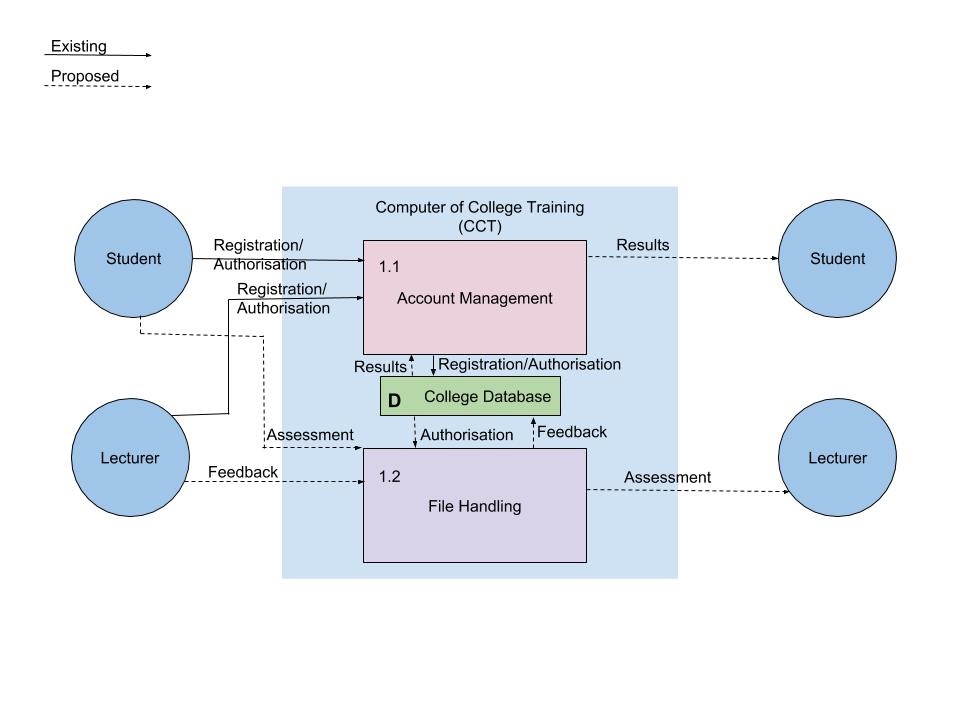 Existing
Proposed
Computer of College Training
(CCT)
Student
Registration/
Authorisation
1.1
Account Management
Results
Student
Registration/
Authorisation
Results
Registration/Authorisation
D
College Database
Assessment
Authorisation
Feedback
Lecturer
Feedback
1.2
File Handling
Assessment
Lecturer